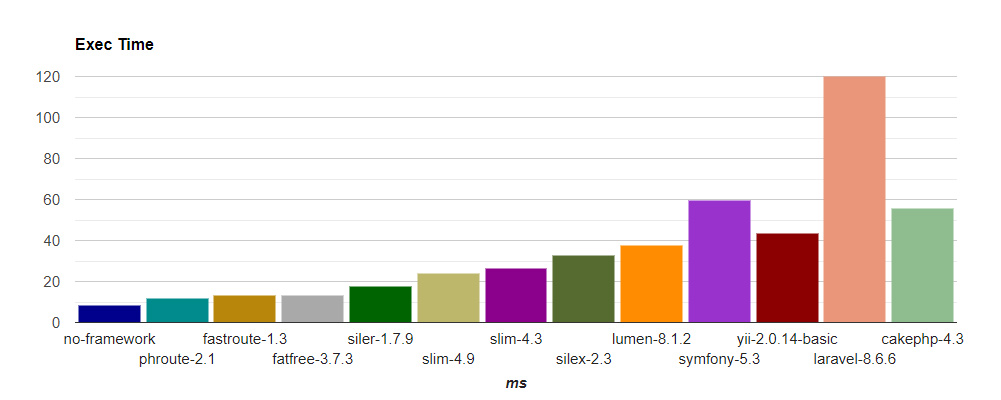 Exec Time
120
100
80
60
40
20
0
no-framework fastroute-1.3 siler-1.7.9 slim-4.3 lumen-8.1.2 yii-2.0.14-basic cakephp-4.3
phroute-2.1 fatfree-3.7.3 slim-4.9 silex-2.3 symfony-5.3 laravel-8.6.6
ms